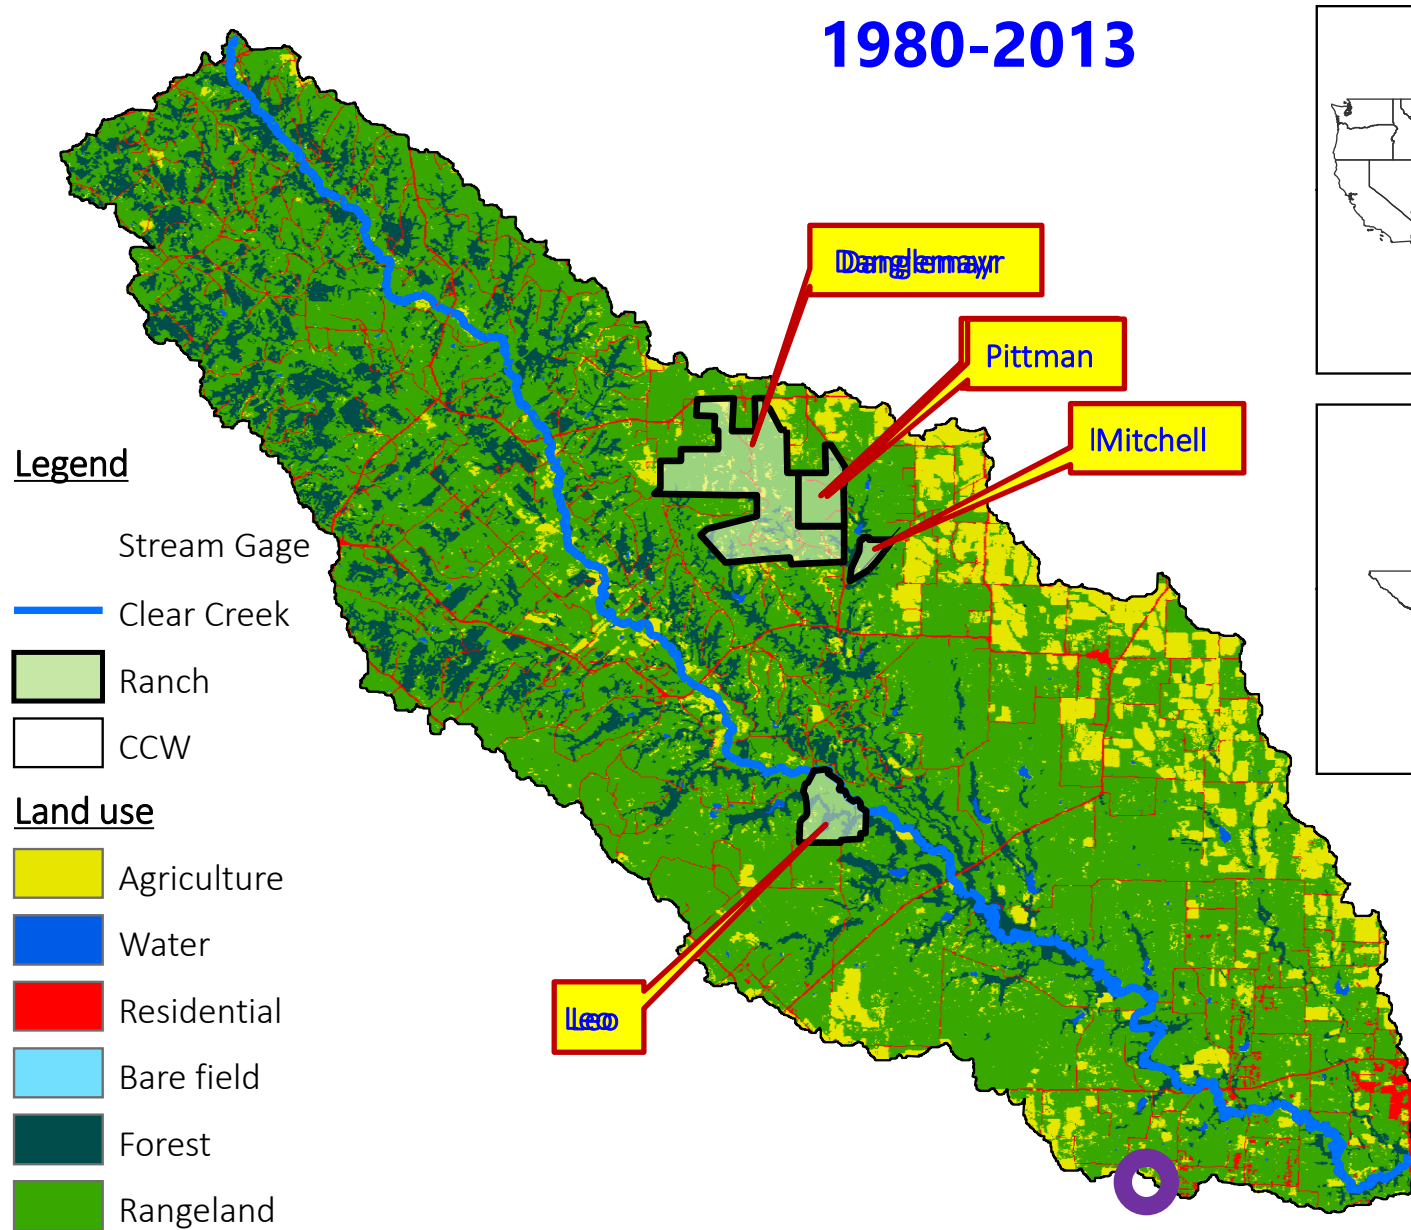 1980-2013
Danglemayr
Pittman
Mitchell
Leo
Legend
Stream Gage
Clear Creek
Ranch
CCW
Land use
Agriculture
Water
Residential
Bare field
Forest
Rangeland